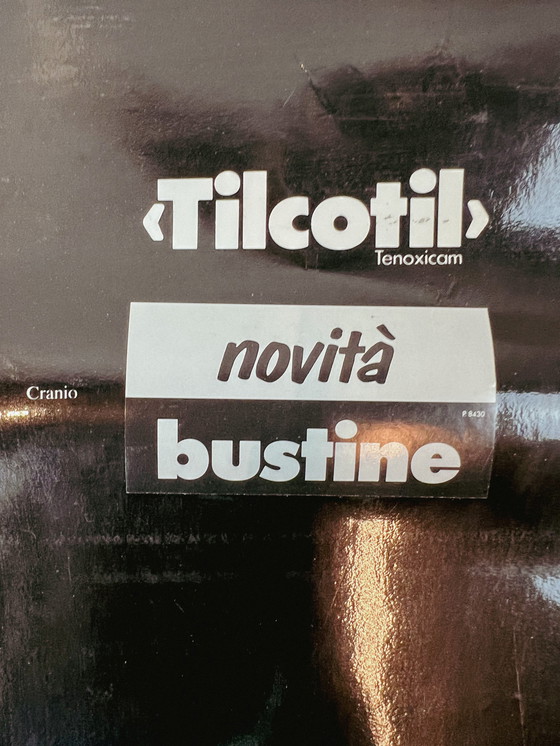 ‹Tilcotil›
Tenoxicam
novità
Cranio
P. 8430
bustine